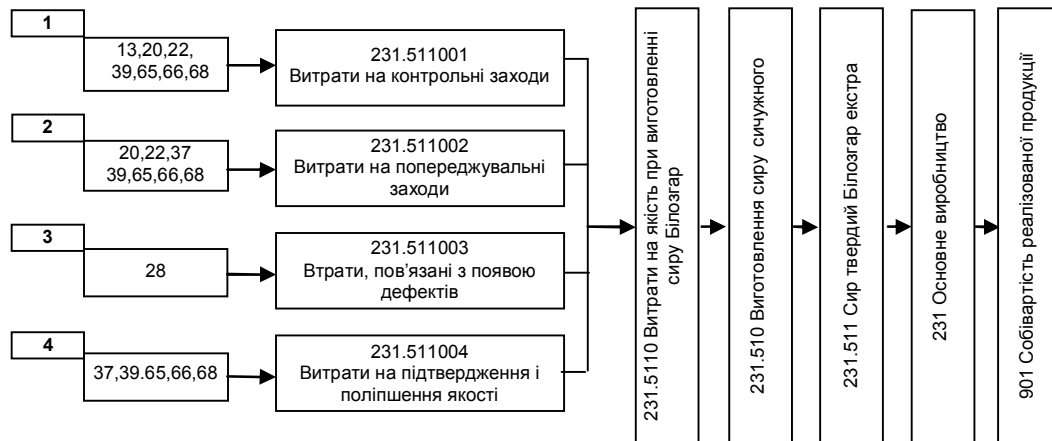 1
13,20,22,
39,65,66,68
231.511001
Витрати на контрольні заходи
2
20,22,37
39,65,66,68
231.511002
Витрати на попереджувальні
заходи
3
28
231.511003
Втрати, пов’язані з появою
дефектів
4
37,39.65,66,68
231.511004
Витрати на підтвердження і
поліпшення якості
231.5110 Витрати на якість при виготовленні
сиру Білозгар
231.510 Виготовлення сиру сичужного
231.511 Сир твердий Білозгар екстра
231 Основне виробництво
901 Собівартість реалізованої продукції